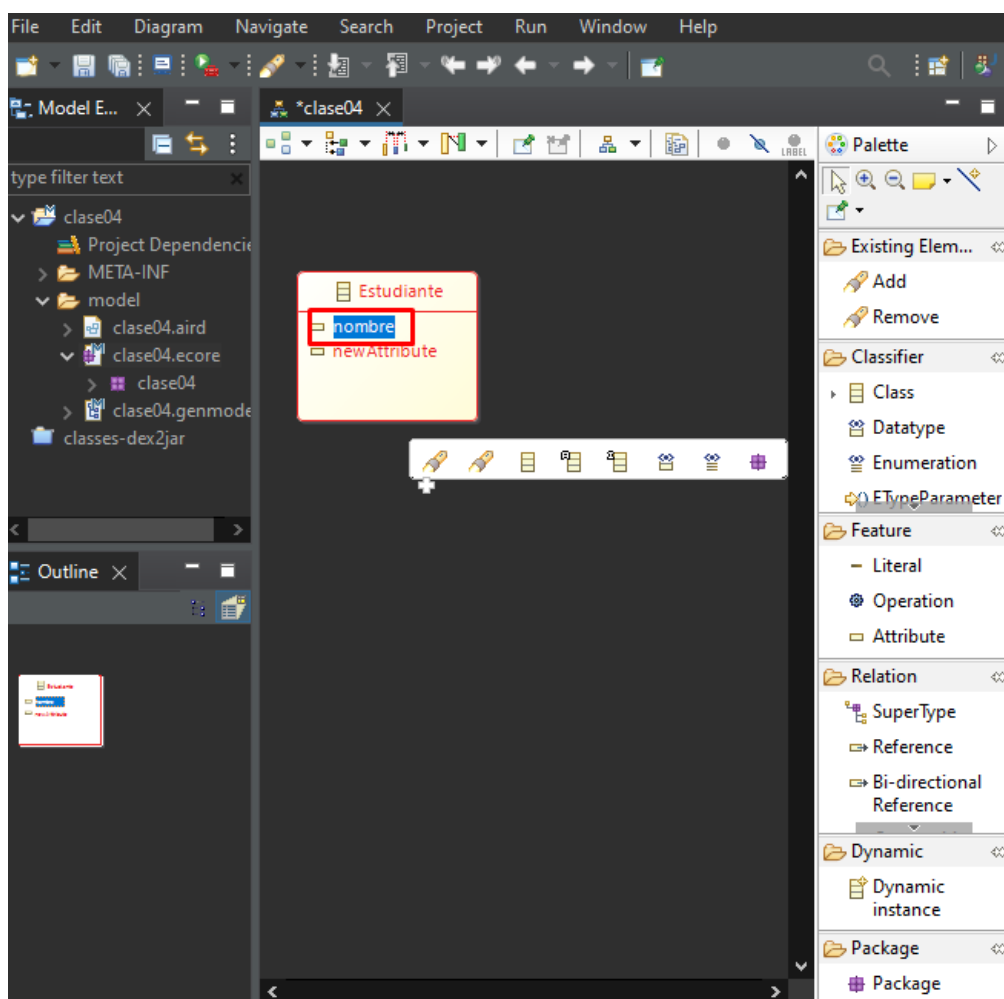 File Edit Diagram Navigate Search Project Run Window Help
Model E...
*clase04
LABEL
Palette
type filter text
clase04
Project Dependencie
META-INF
model
clase04.aird
clase04.ecore
clase04
clase04.genmode
classes-dex2jar
Estudiante
nombre
newAttribute
Existing Elem...
Add
Remove
Classifier
Class
Datatype
Enumeration
ETypeParameter
Feature
Literal
Operation
Attribute
Relation
SuperType
Reference
Bi-directional
Reference
Dynamic
Dynamic
instance
Package
Package
Outline
Estudiante
nombre
newAttribute